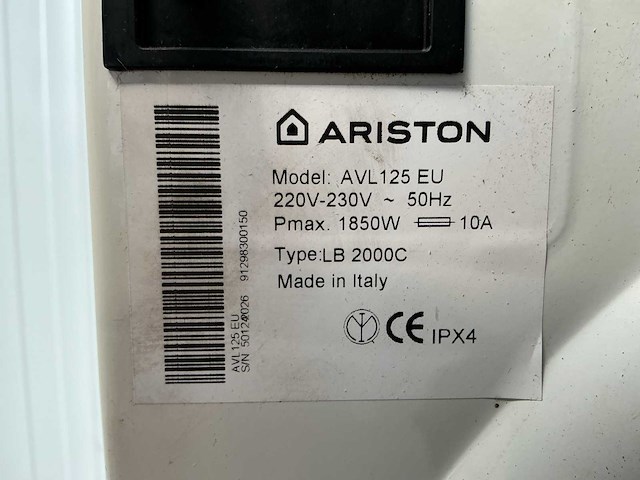 ARISTON
Model: AVL125 EU
220V-230V ~ 50Hz
Pmax. 1850W 10A
Type:LB 2000C
Made in Italy
CE IPX4
AVL125 EU
S/N 91298300150